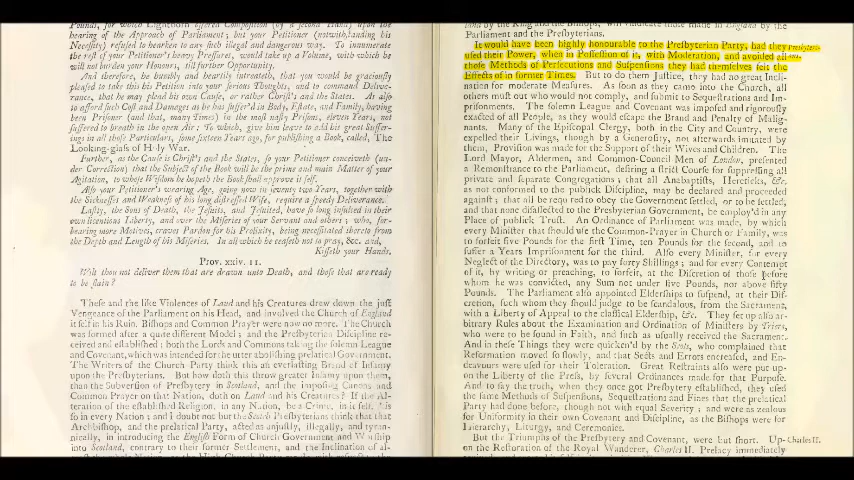 Pounds, for which Lighthorn offered Composition (by a second Hand) upon the
hearing of the Approach of Parliament; but your Petitioner (notwithstanding his
Necessity) refused to hearken to any such illegal and dangerous way. To innumerate
the rest of your Petitioner's heavy Pressures, would take up a Volume, with which he
will not burden your Honours, till further Opportunity.
And therefore, he humbly and heartily intreateth, that you would be graciously
pleased to take this his Petition into your serious Thoughts, and to command Deliver-
rance, that he may plead his own Cause, or rather Christ's and the States. As also
to afford such Cost and Damages as he has suffer'd in Body, Estate, and Family, having
been Prisoner (and that, many Times) in the most nasty Prisons, eleven Years, not
suffered to breath in the open Air: To which, give him leave to add his great Suffer-
ings in all those Particulars, some sixteen Years ago, for publishing a Book, called, The
Looking-glass of Holy War.
Further, as the Cause is Christ's and the States, so your Petitioner conceiveth (un-
der Correction) that the Subject of the Book will be the prime and main Matter of your
Agitation, to whose Wisdom he hopeth the Book shall approve it self.
Also your Petitioner's wearing Age, going now in seventy two Years, together with
the Sicknesses and Weakness of his long distressed Wife, require a speedy Deliverance.
Lastly, the Sons of Death, the Jesuits, and Jesuited, have so long insulted in their
own licentious Liberty, and over the Miseries of your Servant and others; who, for-
bearing more Motives, craves Pardon for his Prolixity, being necessitated thereto from
the Depth and Length of his Miseries. In all which he ceaseth not to pray, &c. and,
Kisseth your Hands.
Prov. xxiv. 11.
Wilt thou not deliver them that are drawn unto Death, and those that are ready
to be slain?
These and the like Violences of Laud and his Creatures drew down the just
Vengeance of the Parliament on his Head, and involved the Church of England
it self in his Ruin. Bishops and Common Prayer were now no more. The Church
was formed after a quite different Model; and the Presbyterian Discipline re-
ceived and established; both the Lords and Commons taking the solemn League
and Covenant, which was intended for the utter abolishing prelatical Government.
The Writers of the Church Party think this an everlasting Brand of Infamy
upon the Presbyterians. But how doth this throw greater Infamy upon them,
than the Subversion of Presbytery in Scotland, and the imposing Canons and
Common Prayer on that Nation, doth on Laud and his Creatures? If the Al-
teration of the established Religion, in any Nation, be a Crime, in it self, it is
so in every Nation; and I doubt not but the Scotch Presbyterians think that that
Archbishop, and the prelatical Party, acted as unjustly, illegally, and tyran-
nically, in introducing the English Form of Church Government and Worship
into Scotland, contrary to their former Settlement, and the Inclination of al-
Parliament and the Presbyterians.
It would have been highly honourable to the Presbyterian Party, had they
used their Power, when in Possession of it, with Moderation, and avoided all
those Methods of Persecutions and Suspensions they had themselves felt the
Effects of in former Times. But to do them Justice, they had no great Incli-
nation for moderate Measures. As soon as they came into the Church, all
others must out who would not comply, and submit to Sequestrations and Im-
prisonments. The solemn League and Covenant was imposed and rigorously
exacted of all People, as they would escape the Brand and Penalty of Malig-
nants. Many of the Episcopal Clergy, both in the City and Country, were
expelled their Livings, though by a Generosity, not afterwards imitated by
them, Provision was made for the Support of their Wives and Children. The
Lord Mayor, Aldermen, and Common-Council Men of London, presented
a Remonstrance to the Parliament, desiring a strict Course for suppressing all
private and separate Congregations; that all Anabaptists, Hereticks, &c.
as not conformed to the publick Discipline, may be declared and proceeded
against; that all be required to obey the Government settled, or to be settled;
and that none disaffected to the Presbyterian Government, be employ'd in any
Place of publick Trust. An Ordinance of Parliament was made, by which
every Minister that should use the Common-Prayer in Church or Family, was
to forfeit five Pounds for the first Time, ten Pounds for the second, and to
suffer a Years Imprisonment for the third. Also every Minister, for every
Neglect of the Directory, was to pay forty Shillings; and for every Contempt
of it, by writing or preaching, to forfeit, at the Discretion of those before
whom he was convicted, any Sum not under five Pounds, nor above fifty
Pounds. The Parliament also appointed Elderships to suspend, at their Dis-
cretion, such whom they should judge to be scandalous, from the Sacrament,
with a Liberty of Appeal to the classical Eldership, &c. They set up also ar-
bitrary Rules about the Examination and Ordination of Ministers by Triers,
who were to be found in Faith, and such as usually received the Sacrament.
And in these Things they were quicken'd by the Scots, who complained that
Reformation moved so slowly, and that Sects and Errors encreased, and En-
deavours were used for their Toleration. Great Restraints also were put up-
on the Liberty of the Press, by several Ordinances made for that Purpose.
And to say the truth, when they once got Presbytery established, they used
the same Methods of Suspensions, Sequestrations and Fines that the prelatical
Party had done before, though not with equal Severity; and were as zealous
for Uniformity in their own Covenant and Discipline, as the Bishops were for
Hierarchy, Liturgy, and Ceremonies.
But the Triumphs of the Presbytery and Covenant were but short. Up- Charles II.
on the Restoration of the Royal Wanderer, Charles II. Prelacy immediately